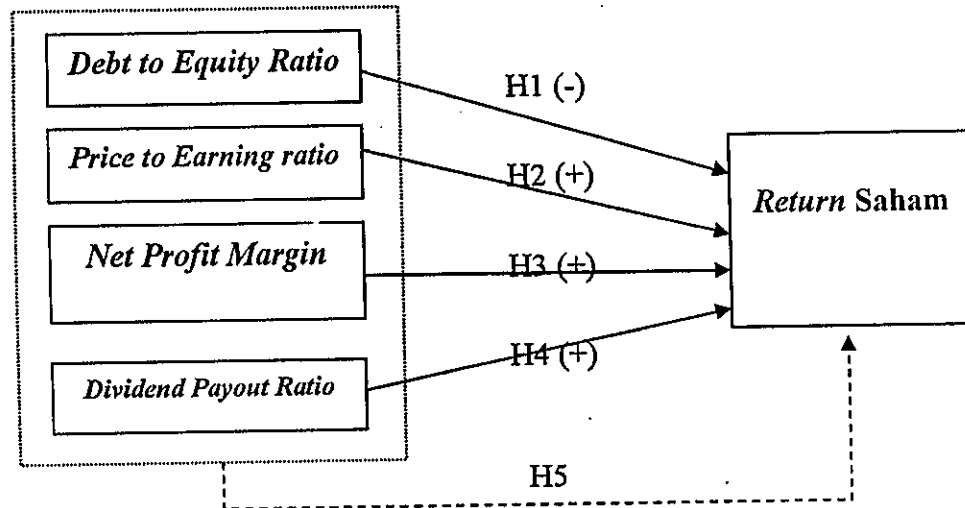 Debt to Equity Ratio
H1 (-)
Price to Earning ratio
H2 (+)
Return Saham
Net Profit Margin
H3 (+)
H4 (+)
Dividend Payout Ratio
H5